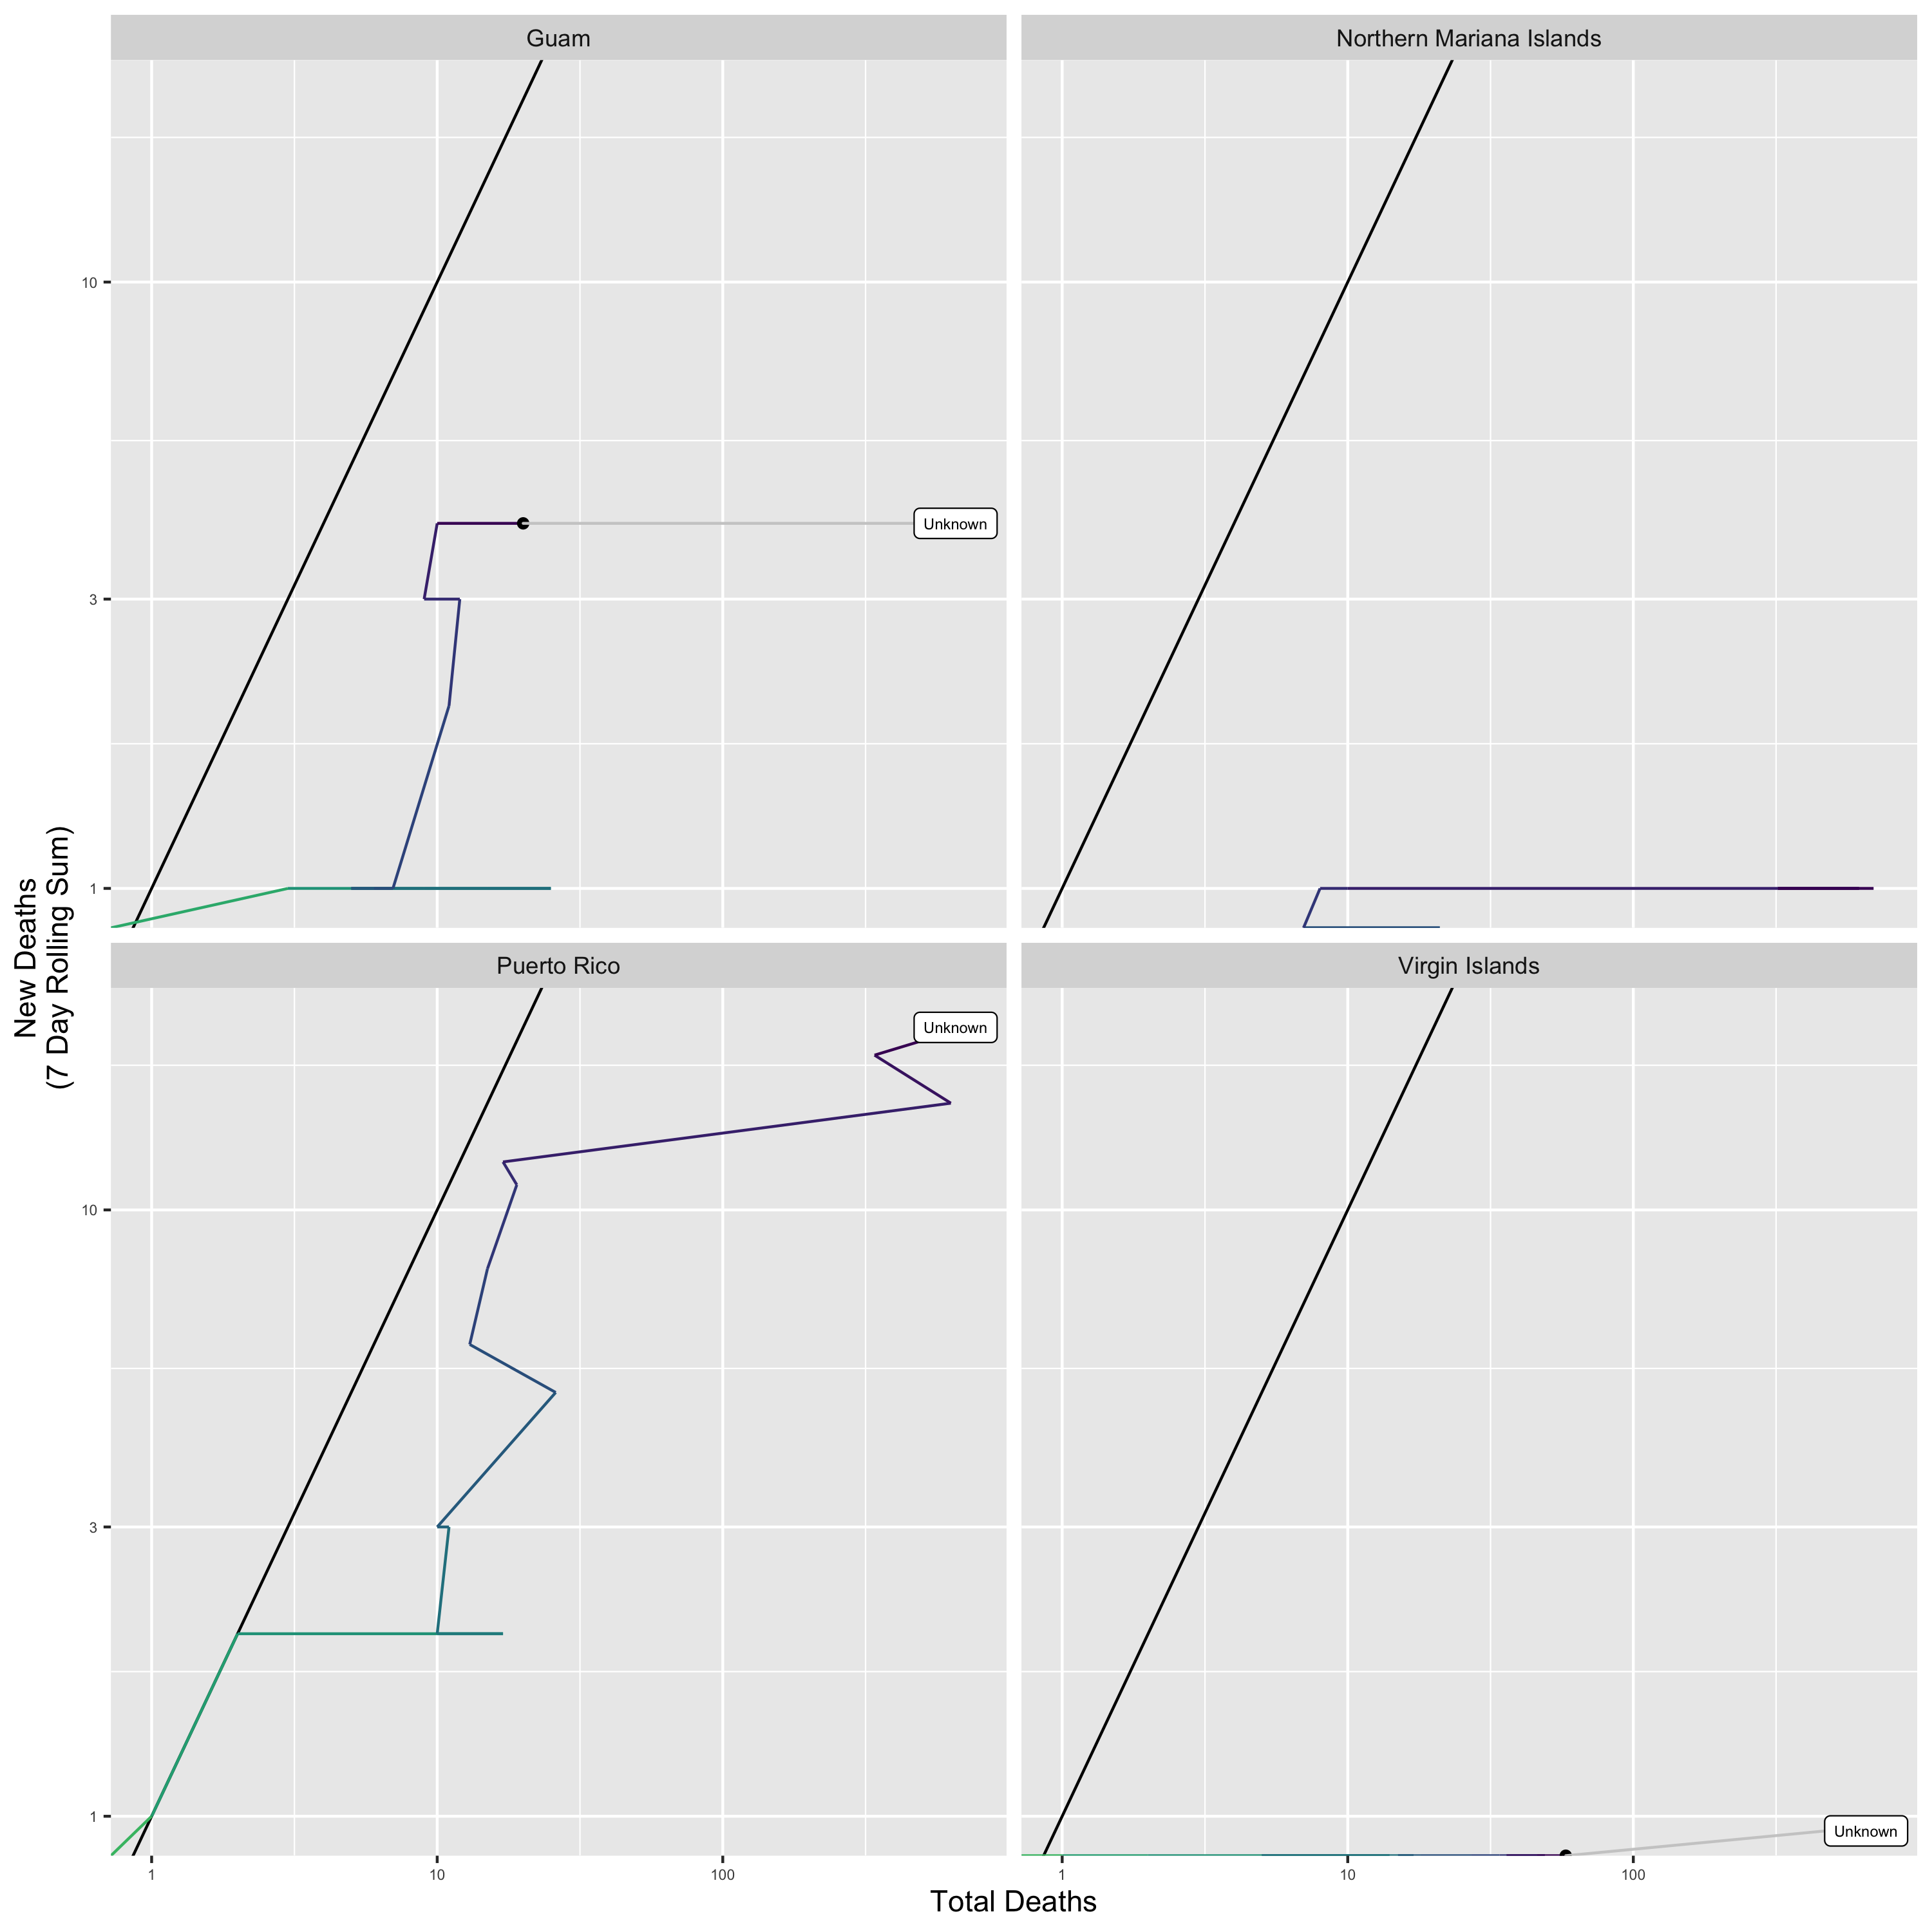 Guam
Northern Mariana Islands
10
3
1
Unknown
Puerto Rico
Virgin Islands
Unknown
10
3
1
Unknown
1
10
100
1
10
100
Total Deaths
New Deaths
(7 Day Rolling Sum)